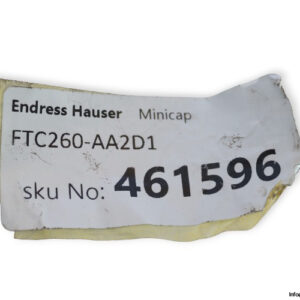 Endress Hauser Minicap
FTC260-AA2D1
sku No: 461596